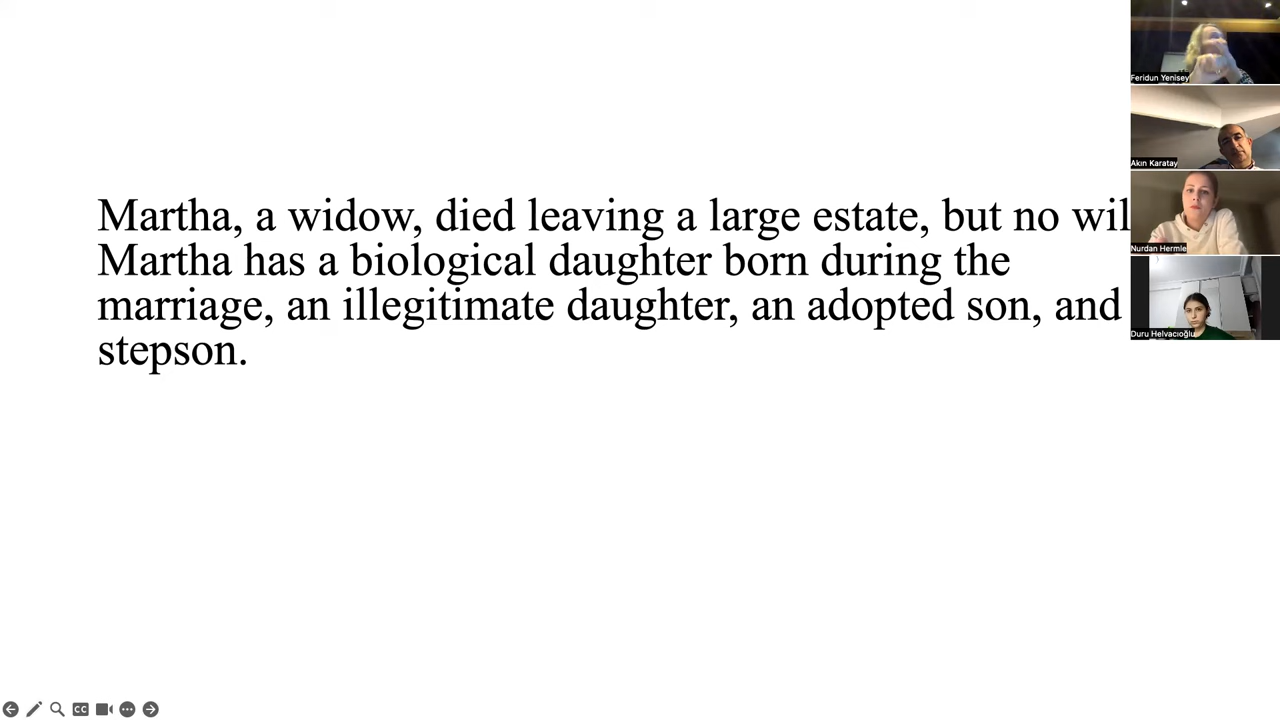 Martha, a widow, died leaving a large estate, but no wil
Martha has a biological daughter born during the
marriage, an illegitimate daughter, an adopted son, and
stepson.
Feridun Yenisey
Akın Karatay
Nurdan Hermle
Duru Helvacıoğlu
CC